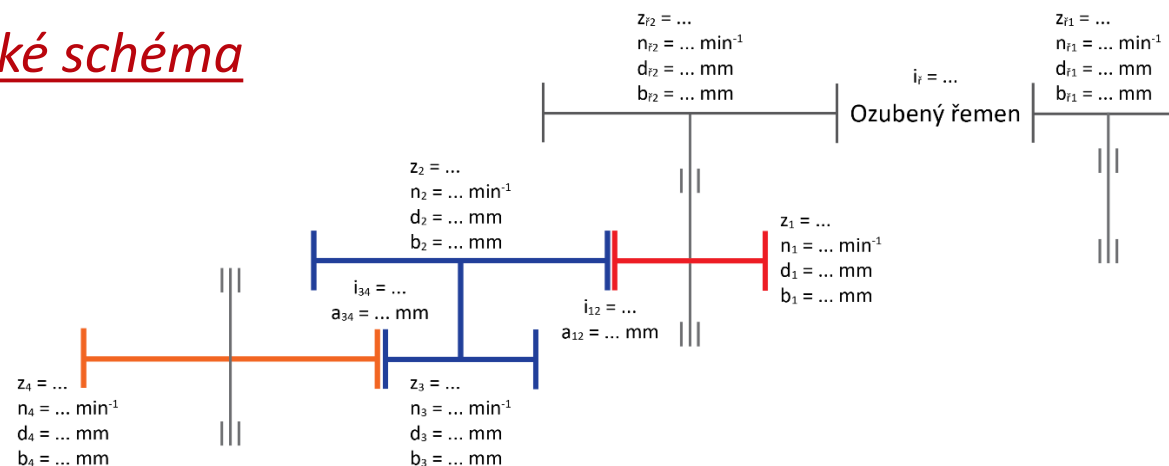 ké schéma
zř2 = ...
nř2 = ... min-1
dř2 = ... mm
bř2 = ... mm
iř = ...
Ozubený řemen
zř1 = ...
nř1 = ... min-1
dř1 = ... mm
bř1 = ... mm
z2 = ...
n2 = ... min-1
d2 = ... mm
b2 = ... mm
z1 = ...
n1 = ... min-1
d1 = ... mm
b1 = ... mm
i34 = ...
a34 = ... mm
i12 = ...
a12 = ... mm
z4 = ...
n4 = ... min-1
d4 = ... mm
b4 = ... mm
z3 = ...
n3 = ... min-1
d3 = ... mm
b3 = ... mm